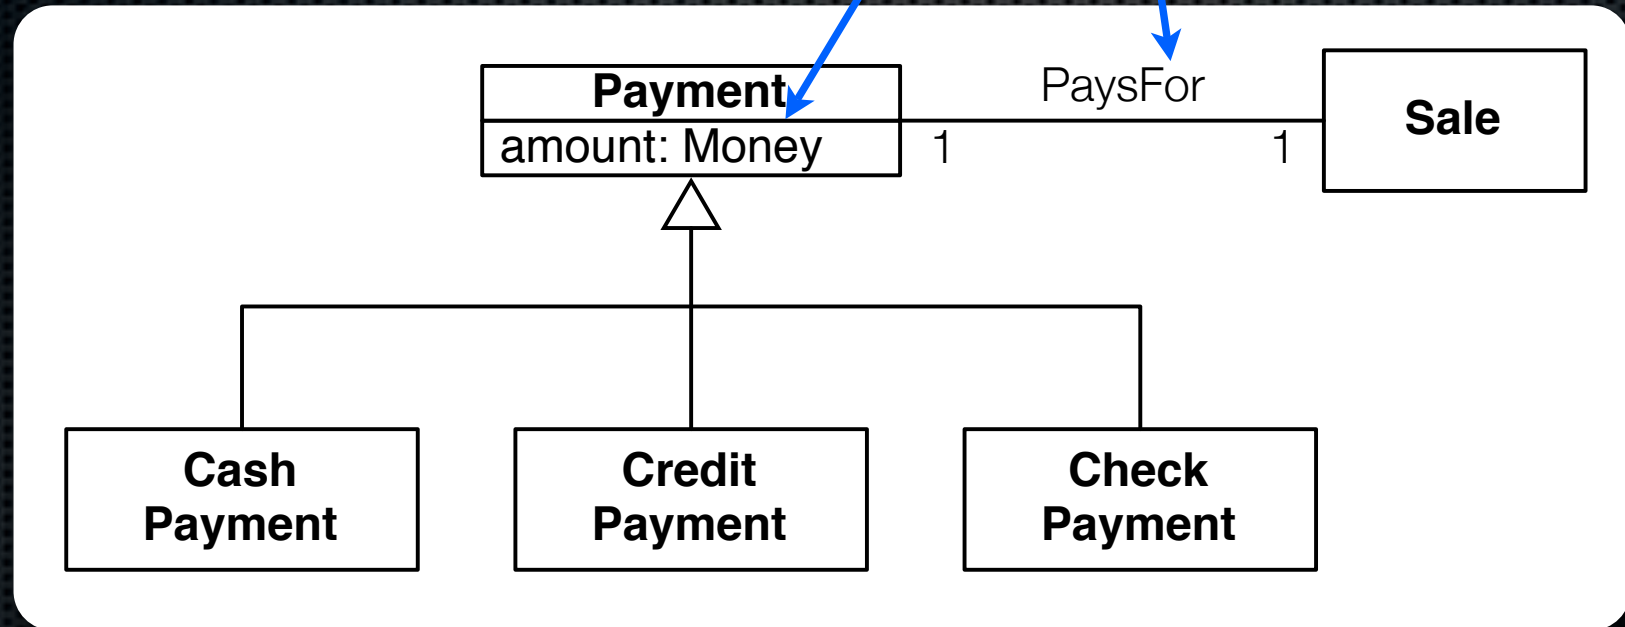 Payment
amount: Money
PaysFor
1
1
Sale
Cash
Payment
Credit
Payment
Check
Payment